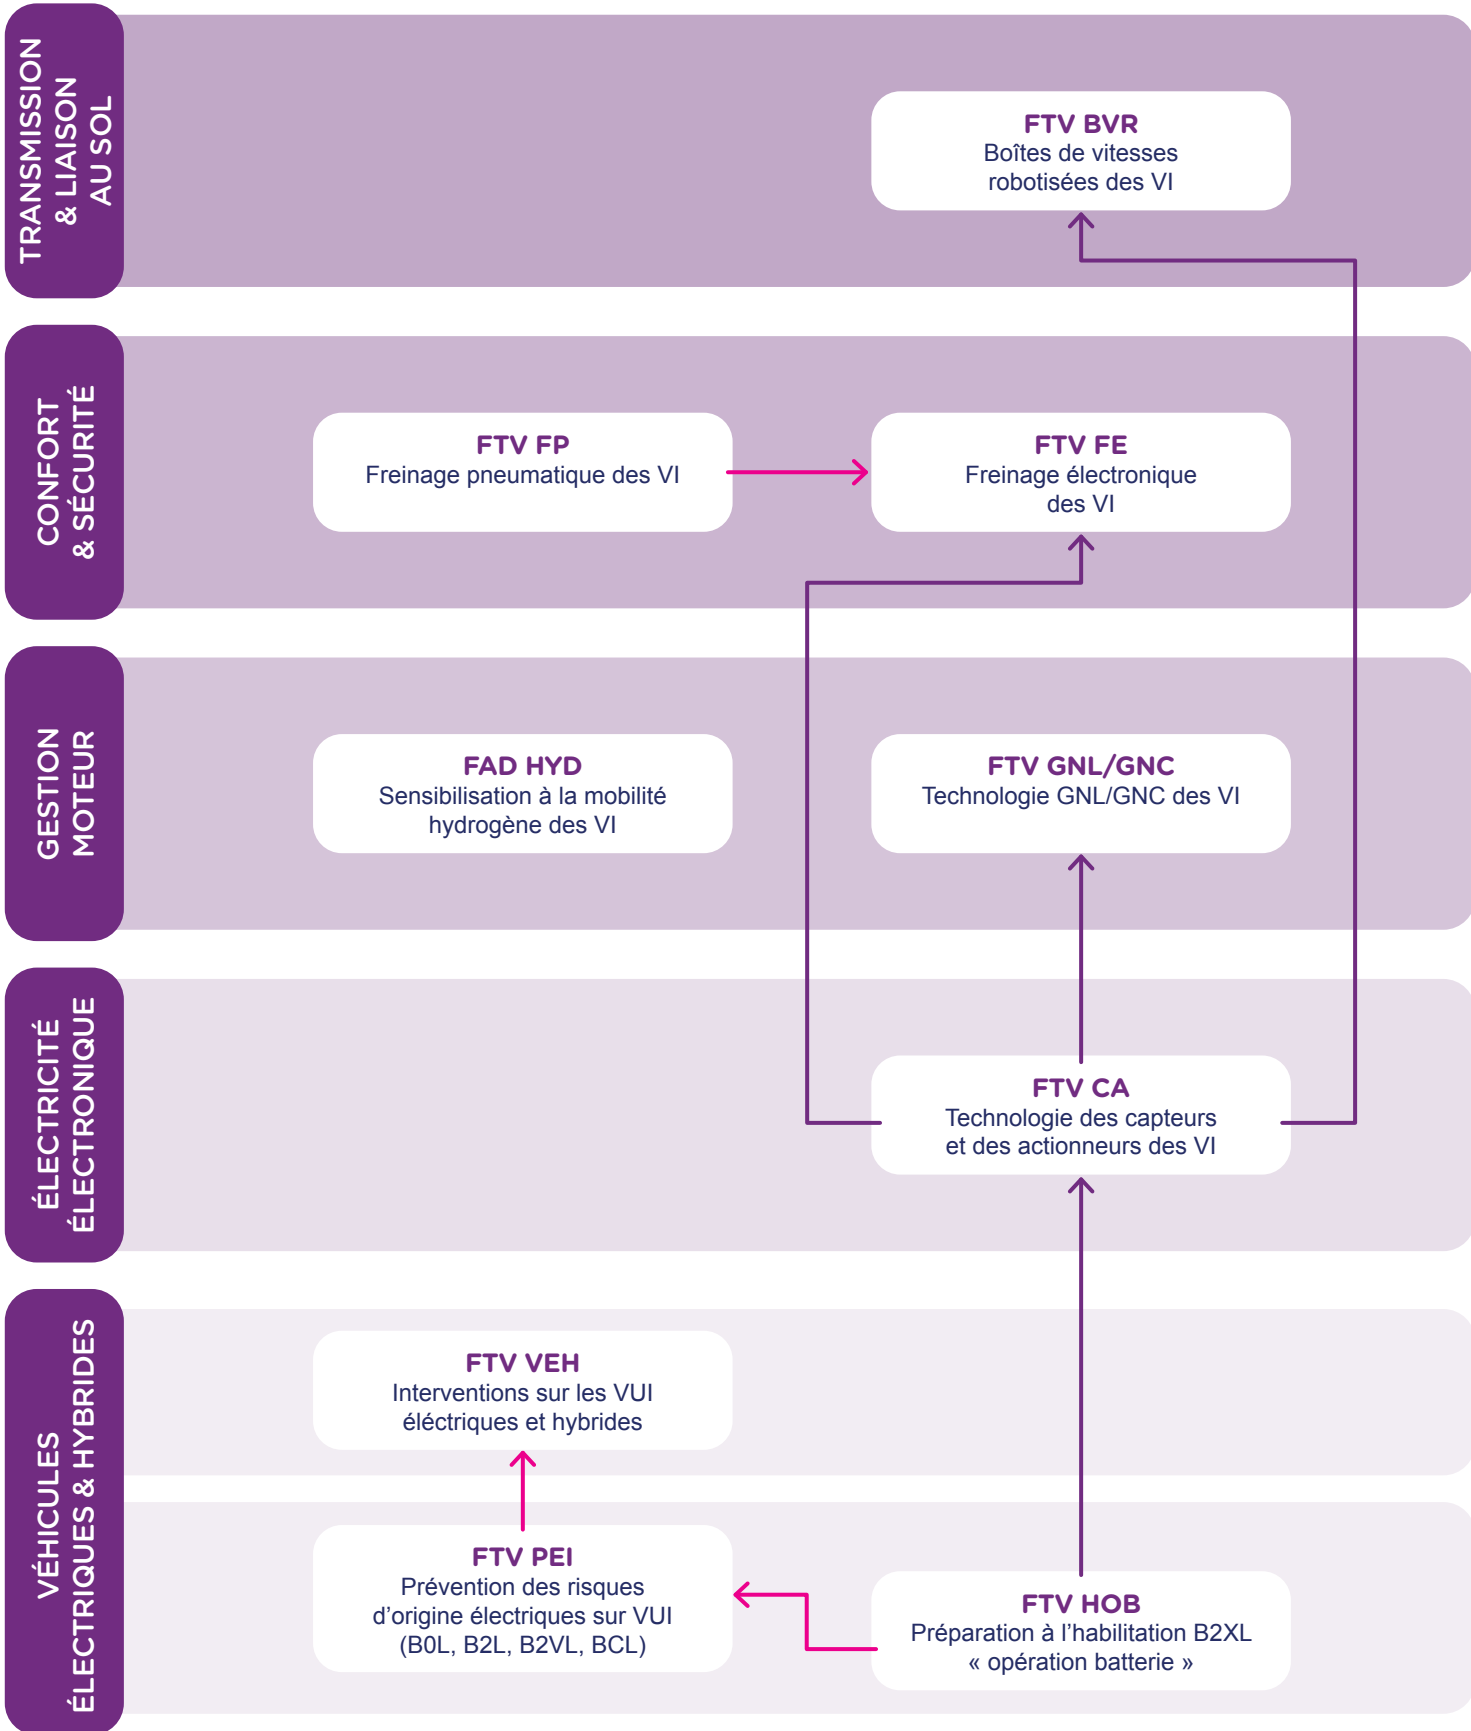 TRANSMISSION
& LIAISON
AU SOL
FTV BVR
Boîtes de vitesses
robotisées des VI
CONFORT
& SÉCURITÉ
FTV FP
Freinage pneumatique des VI
FTV FE
Freinage électronique
des VI
GESTION
MOTEUR
FAD HYD
Sensibilisation à la mobilité
hydrogène des VI
FTV GNL/GNC
Technologie GNL/GNC des VI
ÉLECTRICITÉ
ÉLECTRONIQUE
FTV CA
Technologie des capteurs
et des actionneurs des VI
VÉHICULES
ÉLECTRIQUES & HYBRIDES
FTV VEH
Interventions sur les VUI
éléctriques et hybrides
FTV PEI
Prévention des risques
d’origine électriques sur VUI
(B0L, B2L, B2VL, BCL)
FTV HOB
Préparation à l’habilitation B2XL
« opération batterie »